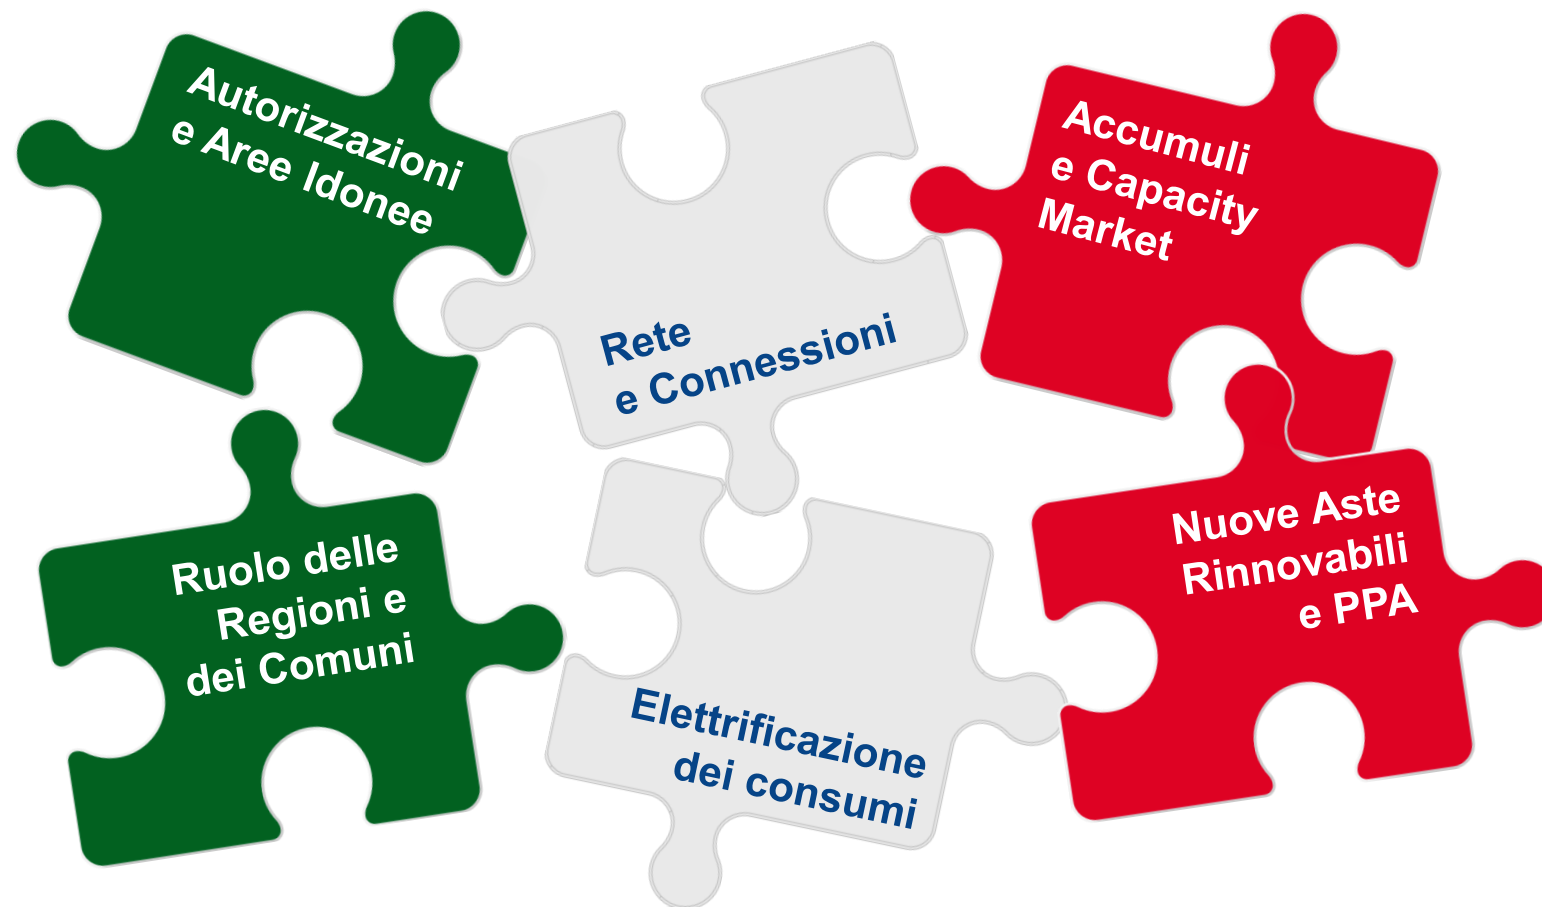 Autorizzazioni
e Aree Idonee
Rete
e Connessioni
Accumuli
e Capacity
Market
Ruolo delle
Regioni e
dei Comuni
Elettrificazione
dei consumi
Nuove Aste
Rinnovabili
e PPA